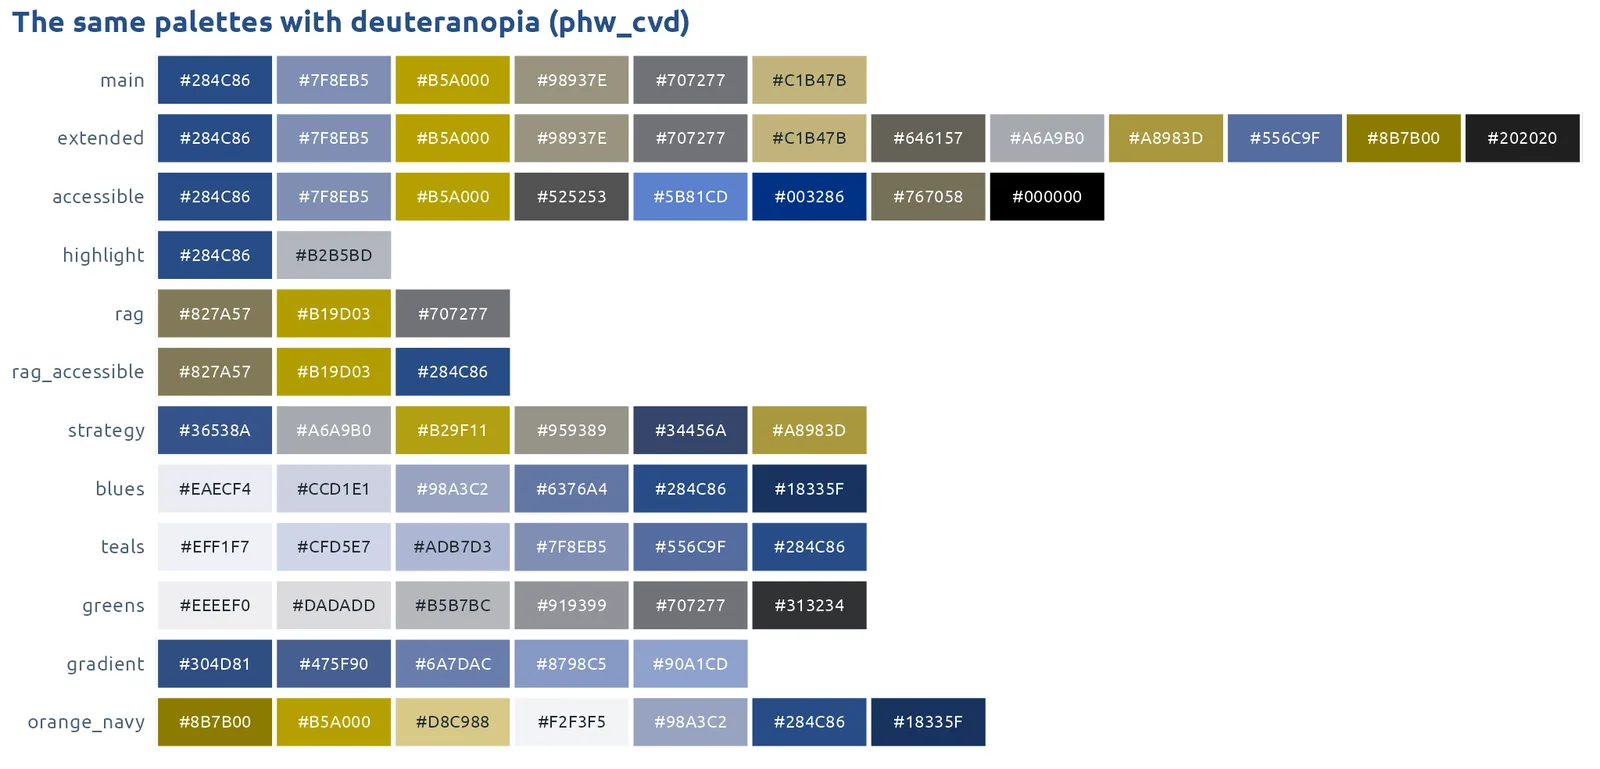 The same palettes with deuteranopia (phw_cvd)
main #284C86 #7F8EB5 #B5A000 #98937E #707277 #C1B47B
extended #284C86 #7F8EB5 #B5A000 #98937E #707277 #C1B47B #646157 #A6A9B0 #A8983D #556C9F #8B7B00 #202020
accessible #284C86 #7F8EB5 #B5A000 #525253 #5B81CD #003286 #767058 #000000
highlight #284C86 #B2B5BD
rag #827A57 #B19D03 #707277
rag_accessible #827A57 #B19D03 #284C86
strategy #36538A #A6A9B0 #B29F11 #959389 #34456A #A8983D
blues #EAECF4 #CCD1E1 #98A3C2 #6376A4 #284C86 #18335F
teals #EFF1F7 #CFD5E7 #ADB7D3 #7F8EB5 #556C9F #284C86
greens #EEEEF0 #DADADD #B5B7BC #919399 #707277 #313234
gradient #304D81 #475F90 #6A7DAC #8798C5 #90A1CD
orange_navy #8B7B00 #B5A000 #D8C988 #F2F3F5 #98A3C2 #284C86 #18335F